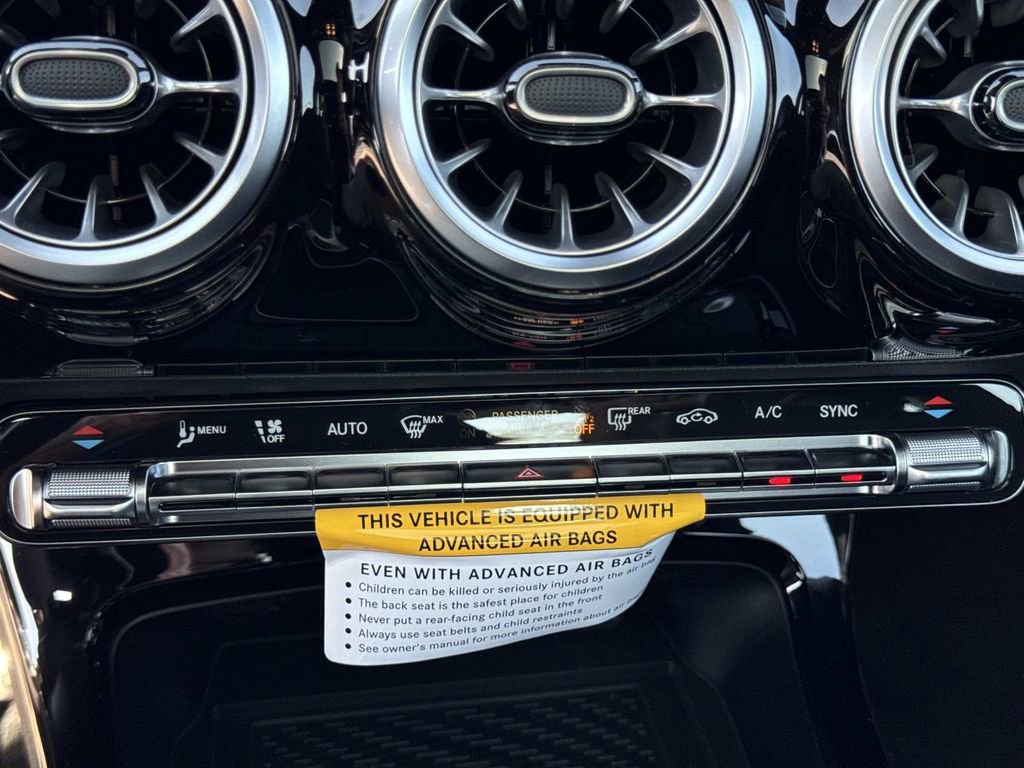 MENU
OFF
AUTO
MAX
ON
PASSENGER
OFF
REAR
A/C
SYNC
THIS VEHICLE IS EQUIPPED WITH
ADVANCED AIR BAGS
EVEN WITH ADVANCED AIR BAGS
• Children can be killed or seriously injured by the air bag
• The back seat is the safest place for children
• Never put a rear-facing child seat in the front
• Always use seat belts and child restraints
• See owner's manual for more information about air